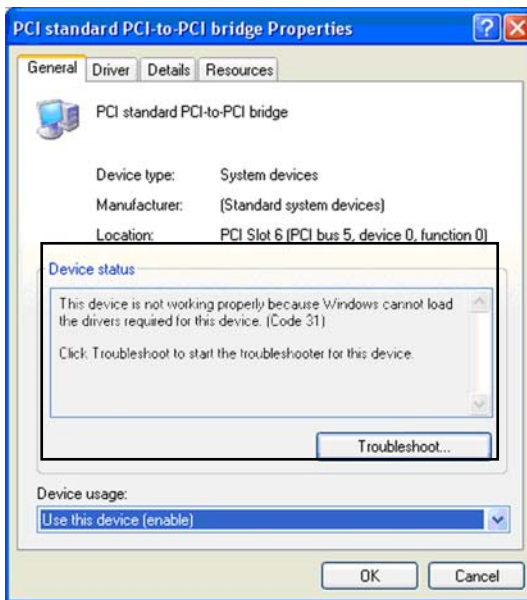 PCI standard PCI-to-PCI bridge Properties
General Driver Details Resources
PCI standard PCI-to-PCI bridge
Device type: System devices
Manufacturer: (Standard system devices)
Location: PCI Slot 6 (PCI bus 5, device 0, function 0)
Device status
This device is not working properly because Windows cannot load
the drivers required for this device. (Code 31)
Click Troubleshoot to start the troubleshooter for this device.
Troubleshoot...
Device usage:
Use this device (enable)
OK Cancel